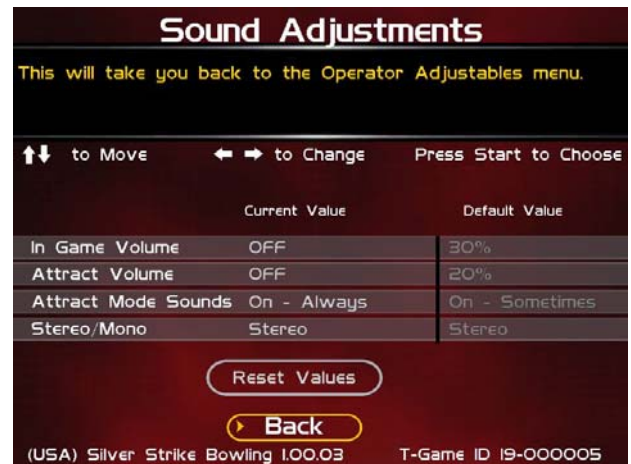 Sound Adjustments
This will take you back to the Operator Adjustables menu.
to Move to Change Press Start to Choose
Current Value Default Value
In Game Volume OFF 30%
Attract Volume OFF 20%
Attract Mode Sounds On - Always On - Sometimes
Stereo/Mono Stereo Stereo
Reset Values
Back
(USA) Silver Strike Bowling 1.00.03 T-Game ID 19-000005